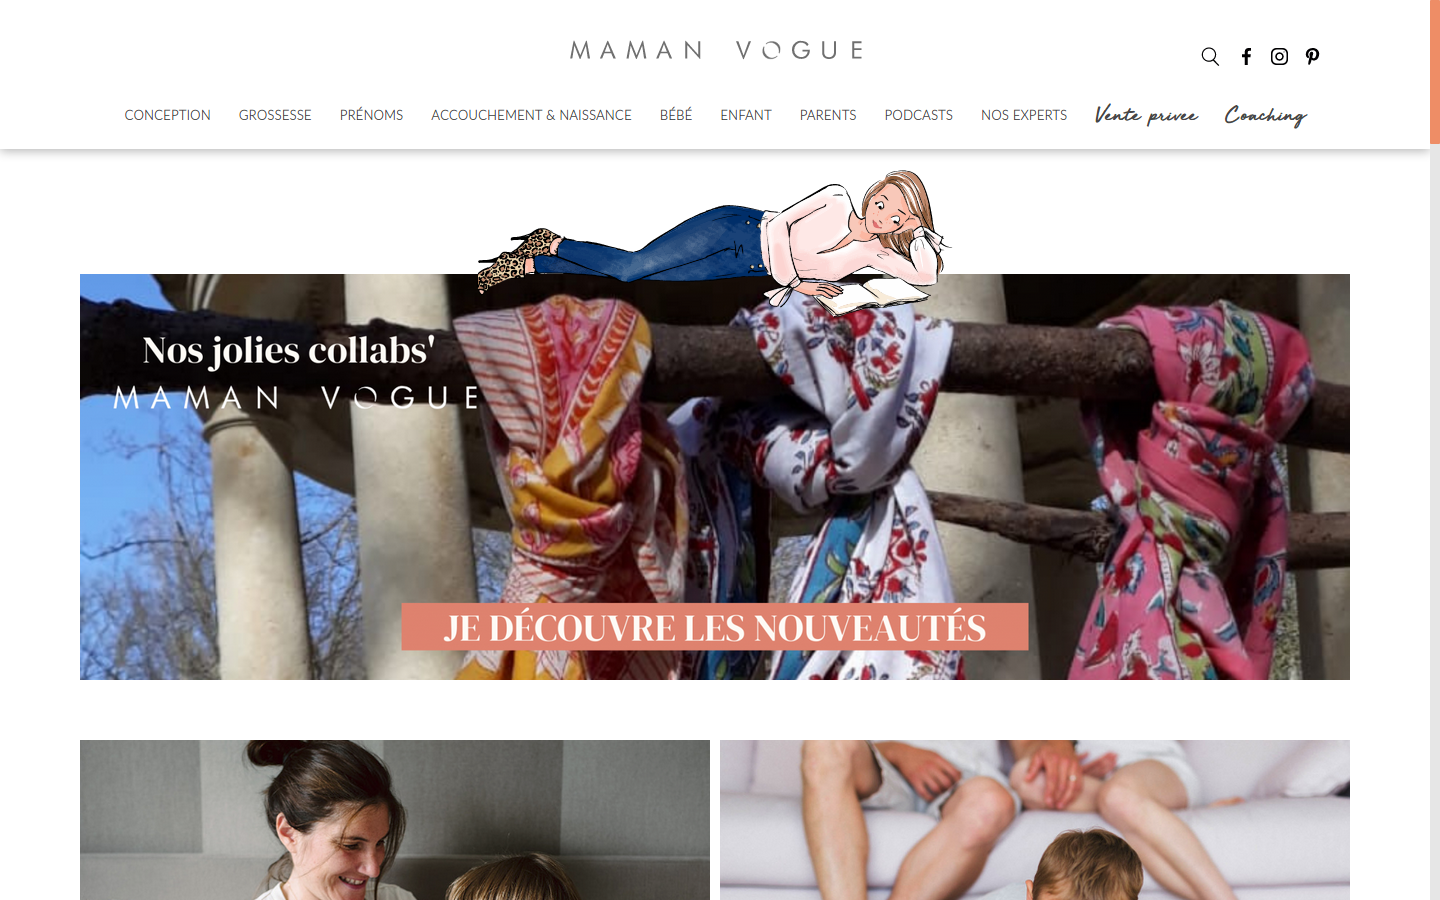 MAMAN VOGUE
CONCEPTION GROSSESSE PRÉNOMS ACCOUCHEMENT & NAISSANCE BÉBÉ ENFANT PARENTS PODCASTS NOS EXPERTS Vente privee Coaching
Nos jolies collabs'
MAMAN VOGUE
JE DÉCOUVRE LES NOUVEAUTÉS